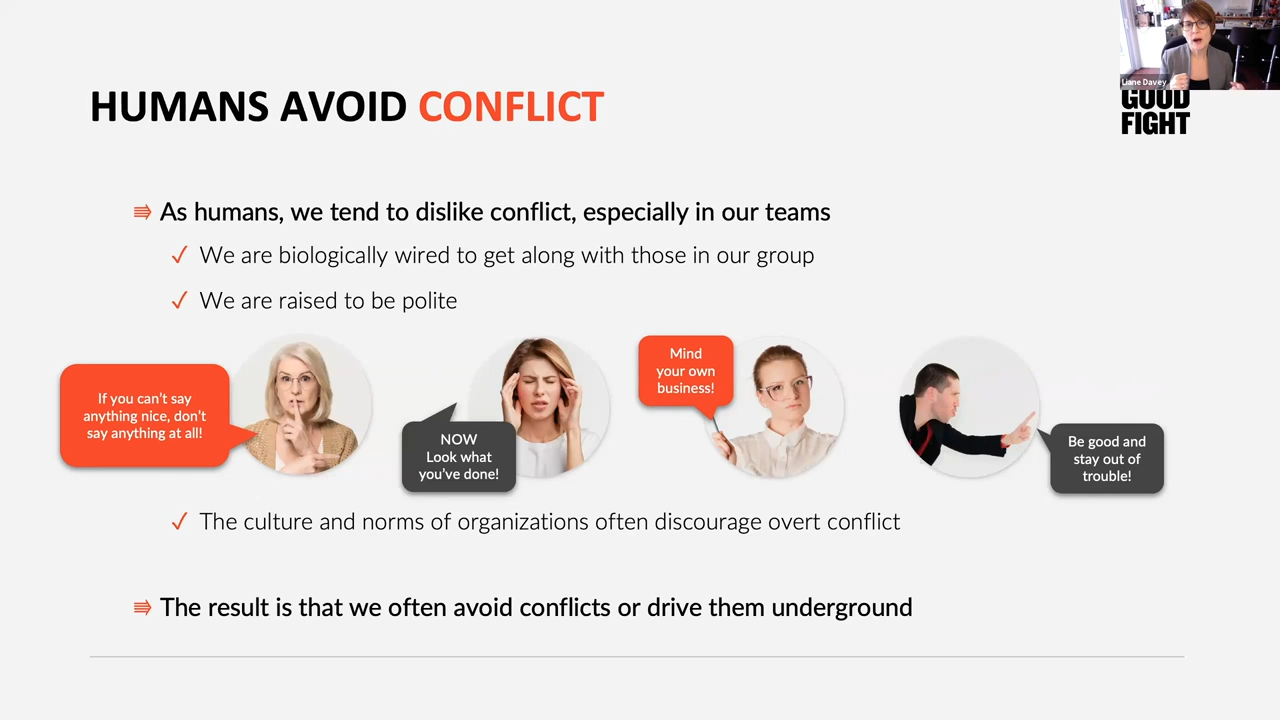 Liane Davey
GOOD
FIGHT
HUMANS AVOID CONFLICT
As humans, we tend to dislike conflict, especially in our teams
✓ We are biologically wired to get along with those in our group
✓ We are raised to be polite
If you can’t say
anything nice, don’t
say anything at all!
NOW
Look what
you’ve done!
Mind
your own
business!
Be good and
stay out of
trouble!
✓ The culture and norms of organizations often discourage overt conflict
The result is that we often avoid conflicts or drive them underground